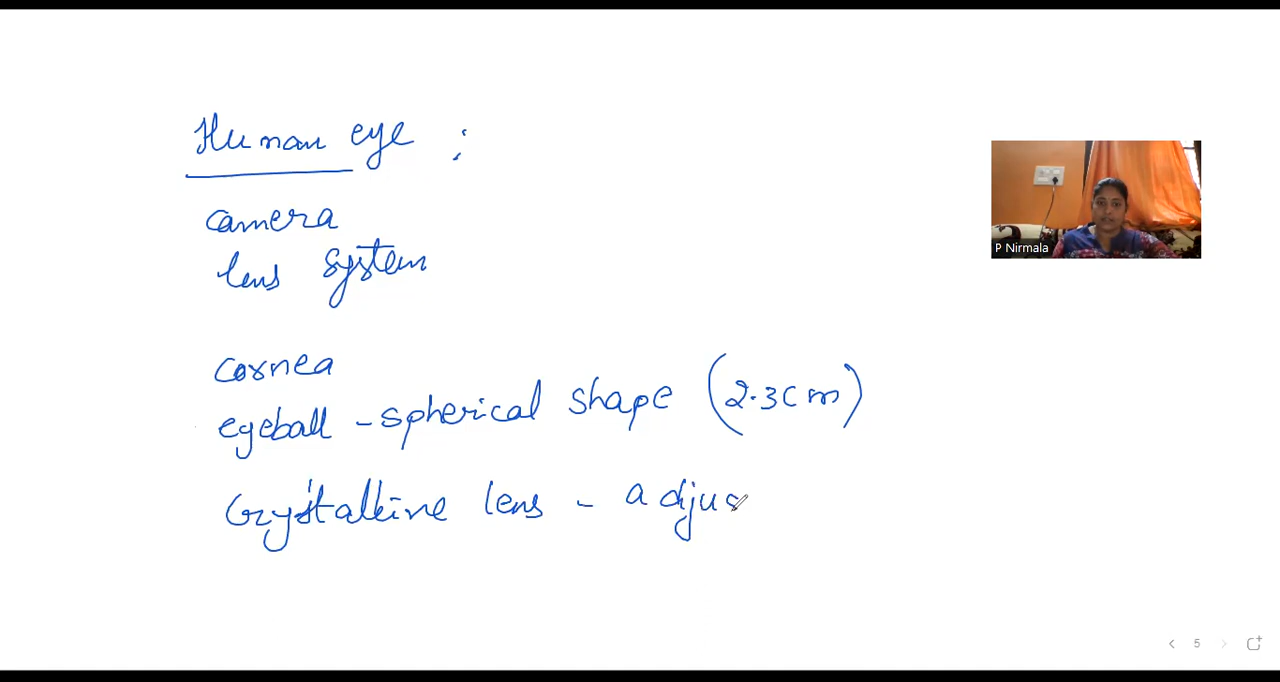 Human eye :
camera
lens system
P Nirmala
cornea
eyeball - spherical shape (2.3cm)
crystalline lens - adjus
5